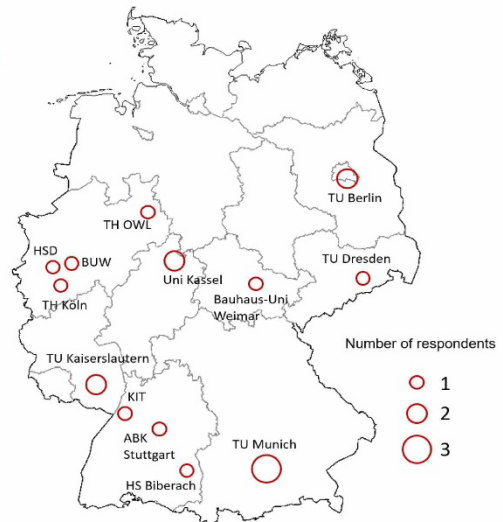 TU Berlin
TH OWL
HSD
BUW
TH Köln
Uni Kassel
Bauhaus-Uni
Weimar
TU Dresden
TU Kaiserslautern
KIT
ABK
Stuttgart
HS Biberach
TU Munich
Number of respondents
1
2
3